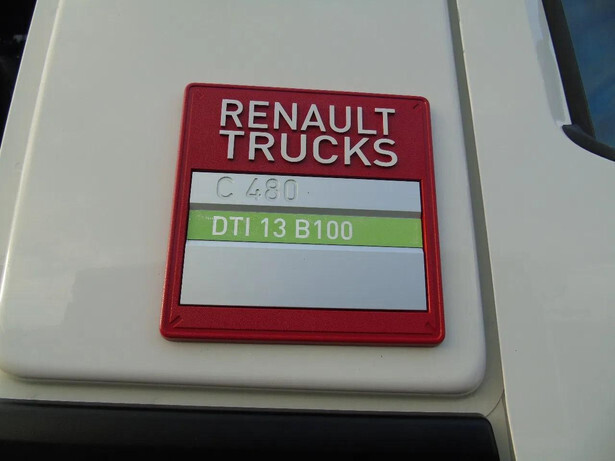 RENAULT
TRUCKS
C 480
DTI 13 B100